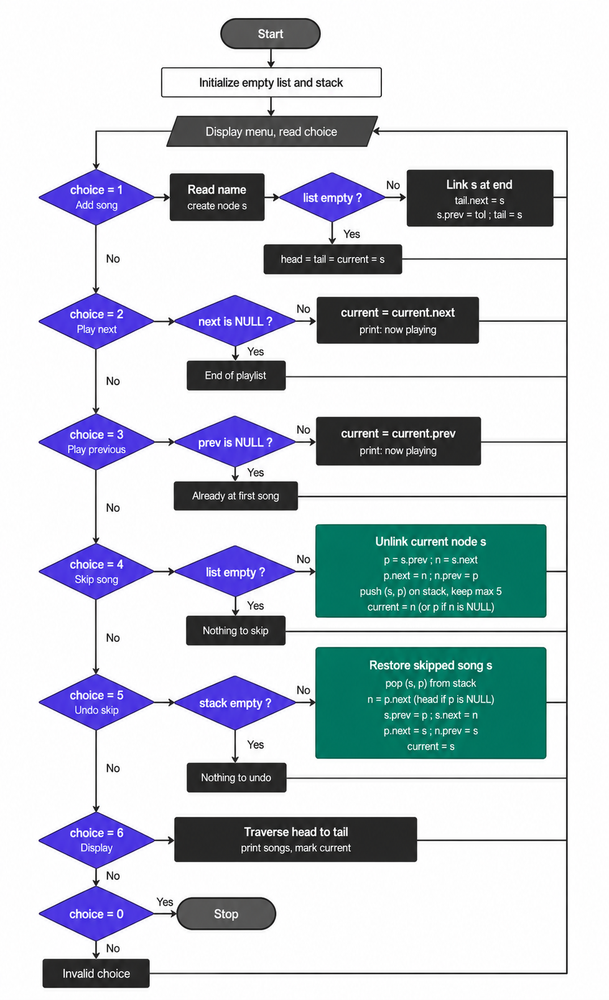 Start
Initialize empty list and stack
Display menu, read choice
choice = 1
Add song
Read name
create node s
list empty ?
No
Link s at end
tail.next = s
s.prev = tol ; tail = s
Yes
head = tail = current = s
No
choice = 2
Play next
next is NULL ?
No
current = current.next
print: now playing
Yes
End of playlist
No
choice = 3
Play previous
prev is NULL ?
No
current = current.prev
print: now playing
Yes
Already at first song
No
choice = 4
Skip song
list empty ?
No
Unlink current node s
p = s.prev ; n = s.next
p.next = n ; n.prev = p
push (s, p) on stack, keep max 5
current = n (or p if n is NULL)
Yes
Nothing to skip
No
choice = 5
Undo skip
stack empty ?
No
Restore skipped song s
pop (s, p) from stack
n = p.next (head if p is NULL)
s.prev = p ; s.next = n
p.next = s ; n.prev = s
current = s
Yes
Nothing to undo
No
choice = 6
Display
Traverse head to tail
print songs, mark current
No
choice = 0
Yes
Stop
No
Invalid choice